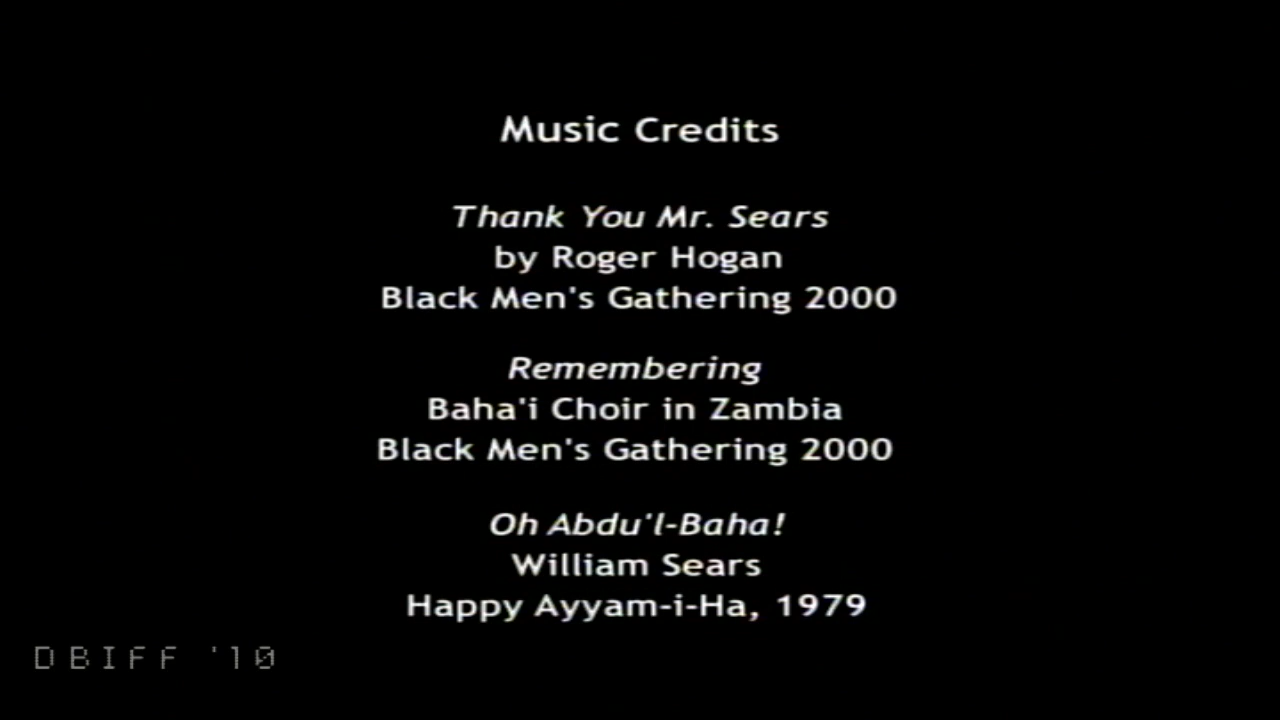 Music Credits
Thank You Mr. Sears
by Roger Hogan
Black Men's Gathering 2000
Remembering
Baha'i Choir in Zambia
Black Men's Gathering 2000
Oh Abdu'l-Baha!
William Sears
Happy Ayyam-i-Ha, 1979
DBIFF '10